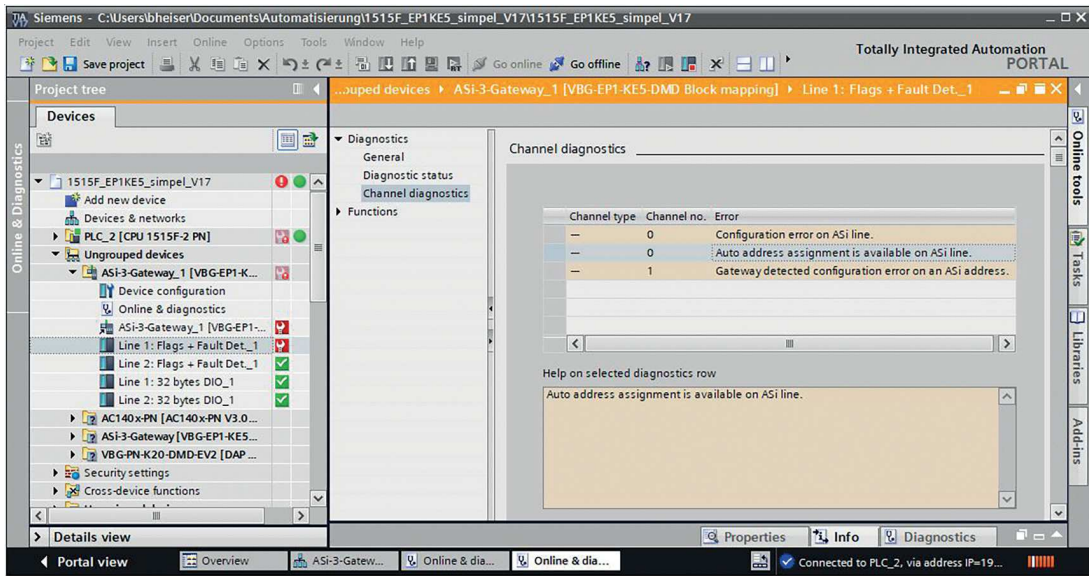 Siemens - C:\Users\bheiser\Documents\Automatisierung\1515F_EP1KE5_simpel_V17\1515F_EP1KE5_simpel_V17
Project Edit View Insert Online Options Tools Window Help
Save project Go online Go offline
Totally Integrated Automation
PORTAL
Project tree
...ouped devices ASi-3-Gateway_1 [VBG-EP1-KE5-DMD Block mapping] Line 1: Flags + Fault Det._1
Devices
Online & Diagnostics
1515F_EP1KE5_simpel_V17
Add new device
Devices & networks
PLC_2 [CPU 1515F-2 PN]
Ungrouped devices
ASi-3-Gateway_1 [VBG-EP1-K...
Device configuration
Online & diagnostics
ASi-3-Gateway_1 [VBG-EP1-...
Line 1: Flags + Fault Det._1
Line 2: Flags + Fault Det._1
Line 1: 32 bytes DIO_1
Line 2: 32 bytes DIO_1
AC140x-PN [AC140x-PN V3.0...
ASi-3-Gateway [VBG-EP1-KE5...
VBG-PN-K20-DMD-EV2 [DAP ...
Security settings
Cross-device functions
Details view
Diagnostics
General
Diagnostic status
Channel diagnostics
Functions
Channel diagnostics
Channel type Channel no. Error
— 0 Configuration error on ASi line.
— 0 Auto address assignment is available on ASi line.
— 1 Gateway detected configuration error on an ASi address.
Help on selected diagnostics row
Auto address assignment is available on ASi line.
Online tools
Tasks
Libraries
Add-ins
Properties Info Diagnostics
Portal view Overview ASi-3-Gatew... Online & dia... Online & dia... Connected to PLC_2, via address IP=19...